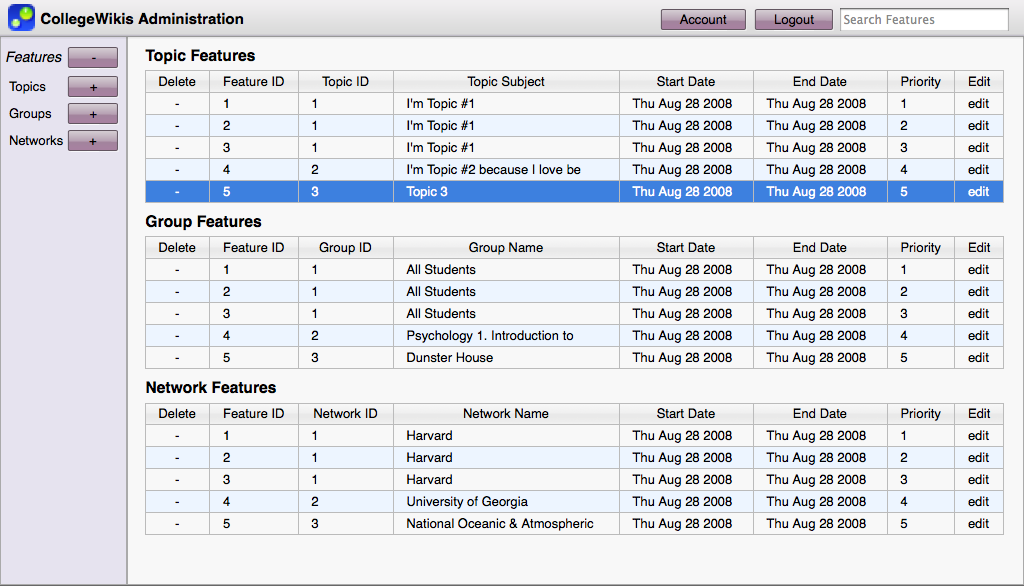 CollegeWikis Administration Account Logout Search Features
Features -
Topics +
Groups +
Networks +
Topic Features
Delete Feature ID Topic ID Topic Subject Start Date End Date Priority Edit
- 1 1 I'm Topic #1 Thu Aug 28 2008 Thu Aug 28 2008 1 edit
- 2 1 I'm Topic #1 Thu Aug 28 2008 Thu Aug 28 2008 2 edit
- 3 1 I'm Topic #1 Thu Aug 28 2008 Thu Aug 28 2008 3 edit
- 4 2 I'm Topic #2 because I love be Thu Aug 28 2008 Thu Aug 28 2008 4 edit
- 5 3 Topic 3 Thu Aug 28 2008 Thu Aug 28 2008 5 edit
Group Features
Delete Feature ID Group ID Group Name Start Date End Date Priority Edit
- 1 1 All Students Thu Aug 28 2008 Thu Aug 28 2008 1 edit
- 2 1 All Students Thu Aug 28 2008 Thu Aug 28 2008 2 edit
- 3 1 All Students Thu Aug 28 2008 Thu Aug 28 2008 3 edit
- 4 2 Psychology 1. Introduction to Thu Aug 28 2008 Thu Aug 28 2008 4 edit
- 5 3 Dunster House Thu Aug 28 2008 Thu Aug 28 2008 5 edit
Network Features
Delete Feature ID Network ID Network Name Start Date End Date Priority Edit
- 1 1 Harvard Thu Aug 28 2008 Thu Aug 28 2008 1 edit
- 2 1 Harvard Thu Aug 28 2008 Thu Aug 28 2008 2 edit
- 3 1 Harvard Thu Aug 28 2008 Thu Aug 28 2008 3 edit
- 4 2 University of Georgia Thu Aug 28 2008 Thu Aug 28 2008 4 edit
- 5 3 National Oceanic & Atmospheric Thu Aug 28 2008 Thu Aug 28 2008 5 edit